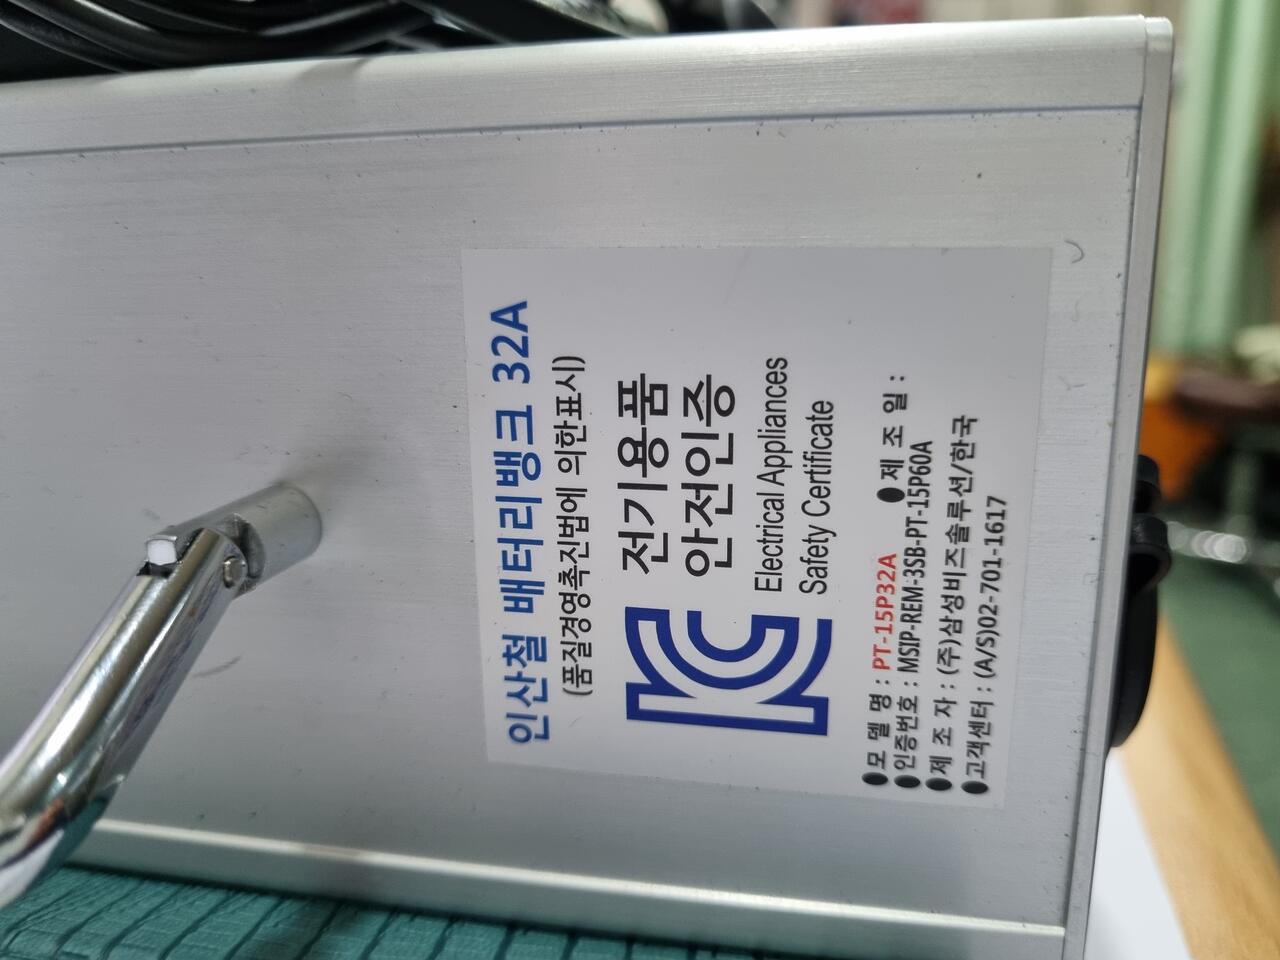 인산철 배터리뱅크 32A
(품질경영촉진법에 의한표시)
전기용품
안전인증
Electrical Appliances
Safety Certificate
●모 델 명 : PT-15P32A ●제 조 일 :
●인증번호 : MSIP-REM-3SB-PT-15P60A
●제 조 자 : (주)삼성비즈솔루션/한국
●고객센터 : (A/S)02-701-1617